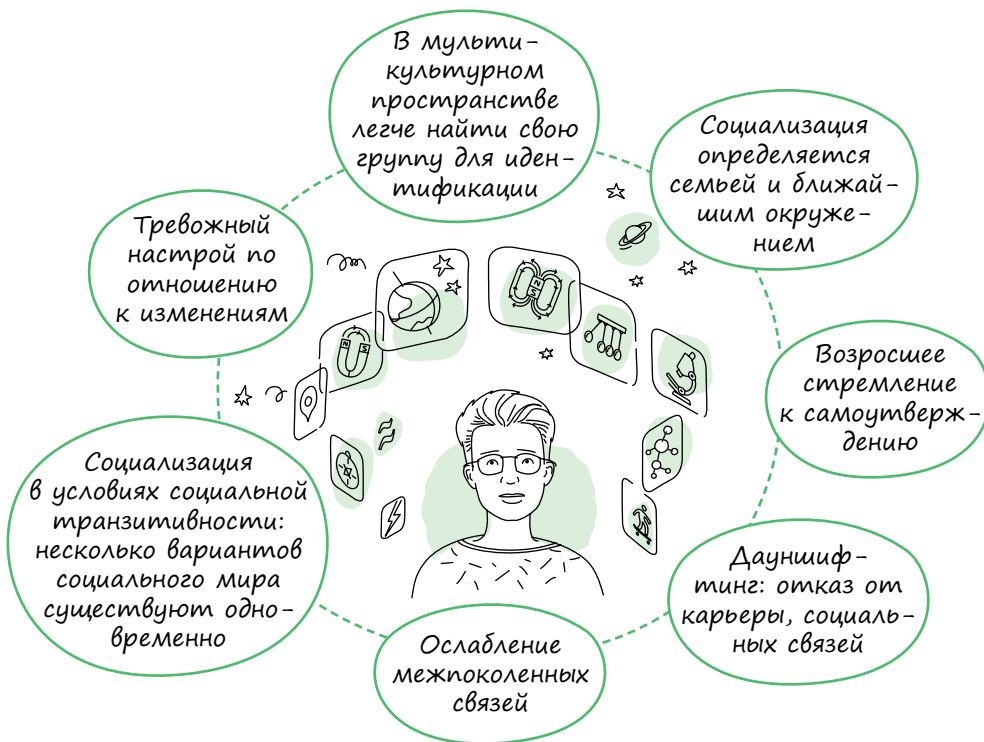 В мульти-
культурном
пространстве
легче найти свою
группу для иден-
тификации
Социализация
определяется
семьей и ближай-
шим окруже-
нием
Тревожный
настрой по
отношению
к изменениям
Возросшее
стремление
к самоутверж-
дению
Социализация
в условиях социальной
транзитивности:
несколько вариантов
социального мира
существуют одно-
временно
Дауншиф-
тинг: отказ от
карьеры, социаль-
ных связей
Ослабление
межпоколенных
связей
N
S
N
S